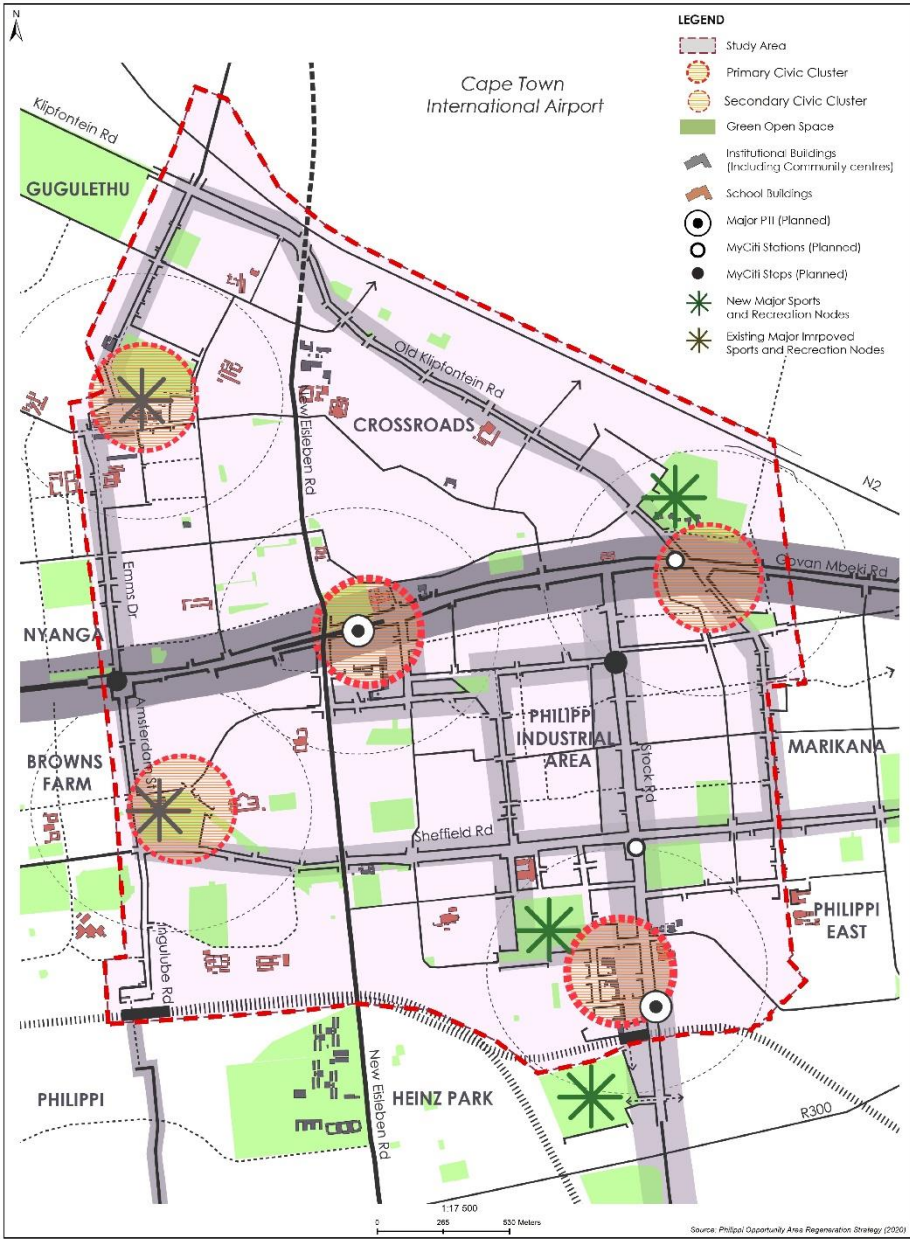 N
LEGEND
Study Area
Primary Civic Cluster
Secondary Civic Cluster
Green Open Space
Institutional Buildings
(Including Community centres)
School Buildings
Major PTI (Planned)
MyCiti Stations (Planned)
MyCiti Stops (Planned)
New Major Sports
and Recreation Nodes
Existing Major Imrpoved
Sports and Recreation Nodes
Cape Town
International Airport
Klipfontein Rd
GUGULETHU
Old Klipfontein Rd
New Eisleben Rd
CROSSROADS
N2
Govan Mbeki Rd
Emms Dr
NYANGA
Amsterdam St
BROWNS
FARM
PHILIPPI
INDUSTRIAL
AREA
Stock Rd
MARIKANA
Sheffield Rd
PHILIPPI
EAST
Ingulube Rd
PHILIPPI
New Eisleben Rd
HEINZ PARK
R300
1:17 500
0 265 530 Meters
Source: Philippi Opportunity Area Regeneration Strategy (2020)